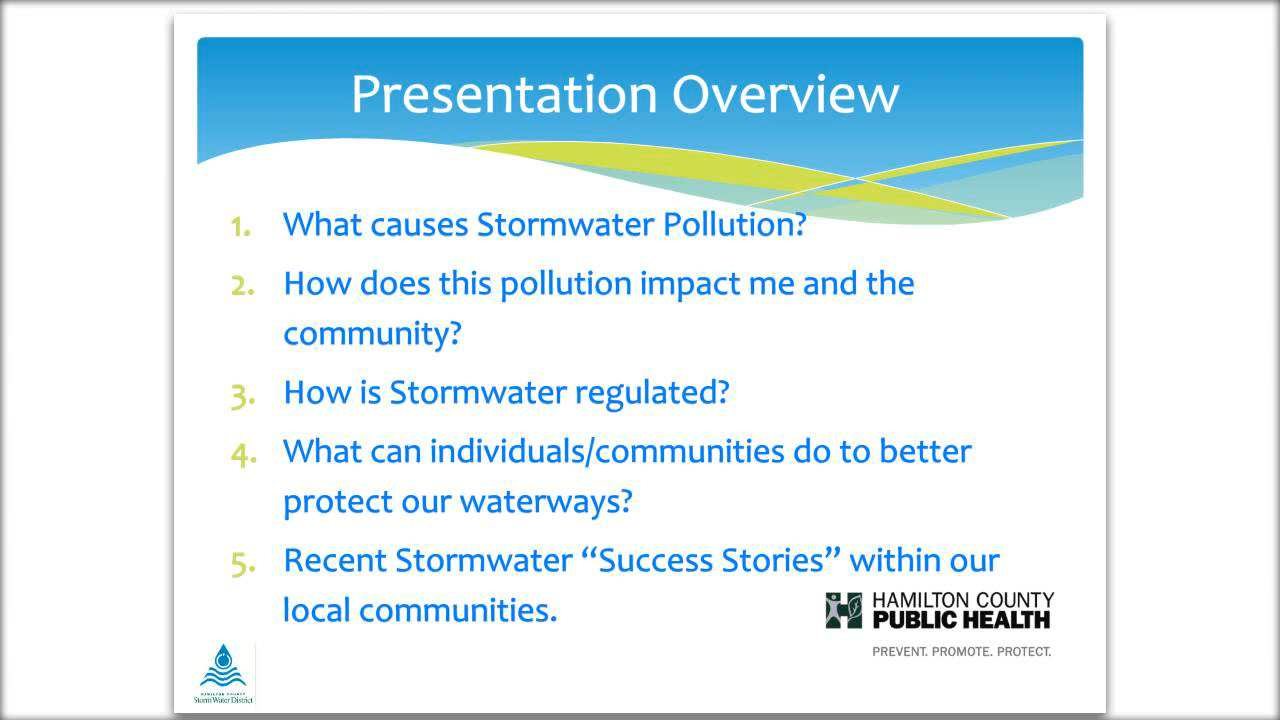 Presentation Overview
1. What causes Stormwater Pollution?
2. How does this pollution impact me and the
community?
3. How is Stormwater regulated?
4. What can individuals/communities do to better
protect our waterways?
5. Recent Stormwater “Success Stories” within our
local communities.
HAMILTON COUNTY
PUBLIC HEALTH
PREVENT. PROMOTE. PROTECT.
HAMILTON COUNTY
Storm Water District